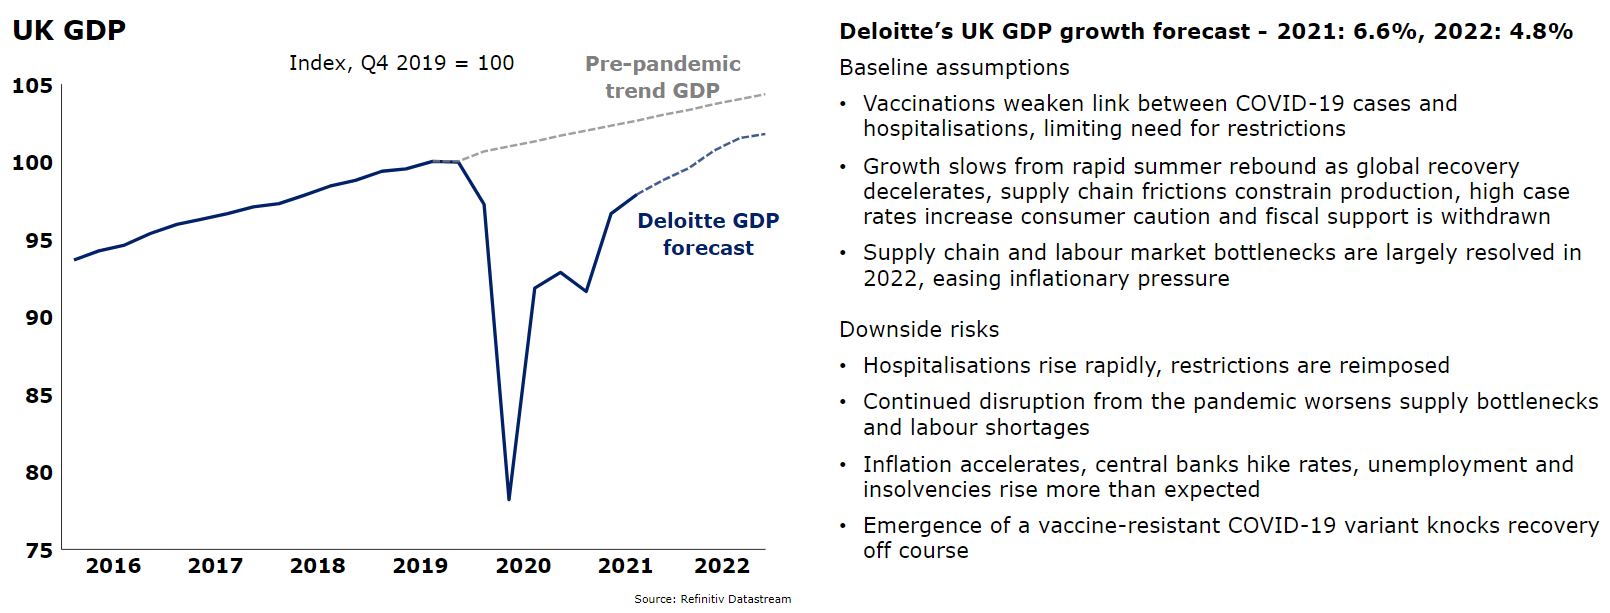 UK GDP
Index, Q4 2019 = 100
Pre-pandemic
trend GDP
105
100
95
90
85
80
75
Deloitte GDP
forecast
2016
2017
2018
2019
2020
2021
2022
Source: Refinitiv Datastream
Deloitte’s UK GDP growth forecast - 2021: 6.6%, 2022: 4.8%
Baseline assumptions
• Vaccinations weaken link between COVID-19 cases and
hospitalisations, limiting need for restrictions
• Growth slows from rapid summer rebound as global recovery
decelerates, supply chain frictions constrain production, high case
rates increase consumer caution and fiscal support is withdrawn
• Supply chain and labour market bottlenecks are largely resolved in
2022, easing inflationary pressure
Downside risks
• Hospitalisations rise rapidly, restrictions are reimposed
• Continued disruption from the pandemic worsens supply bottlenecks
and labour shortages
• Inflation accelerates, central banks hike rates, unemployment and
insolvencies rise more than expected
• Emergence of a vaccine-resistant COVID-19 variant knocks recovery
off course